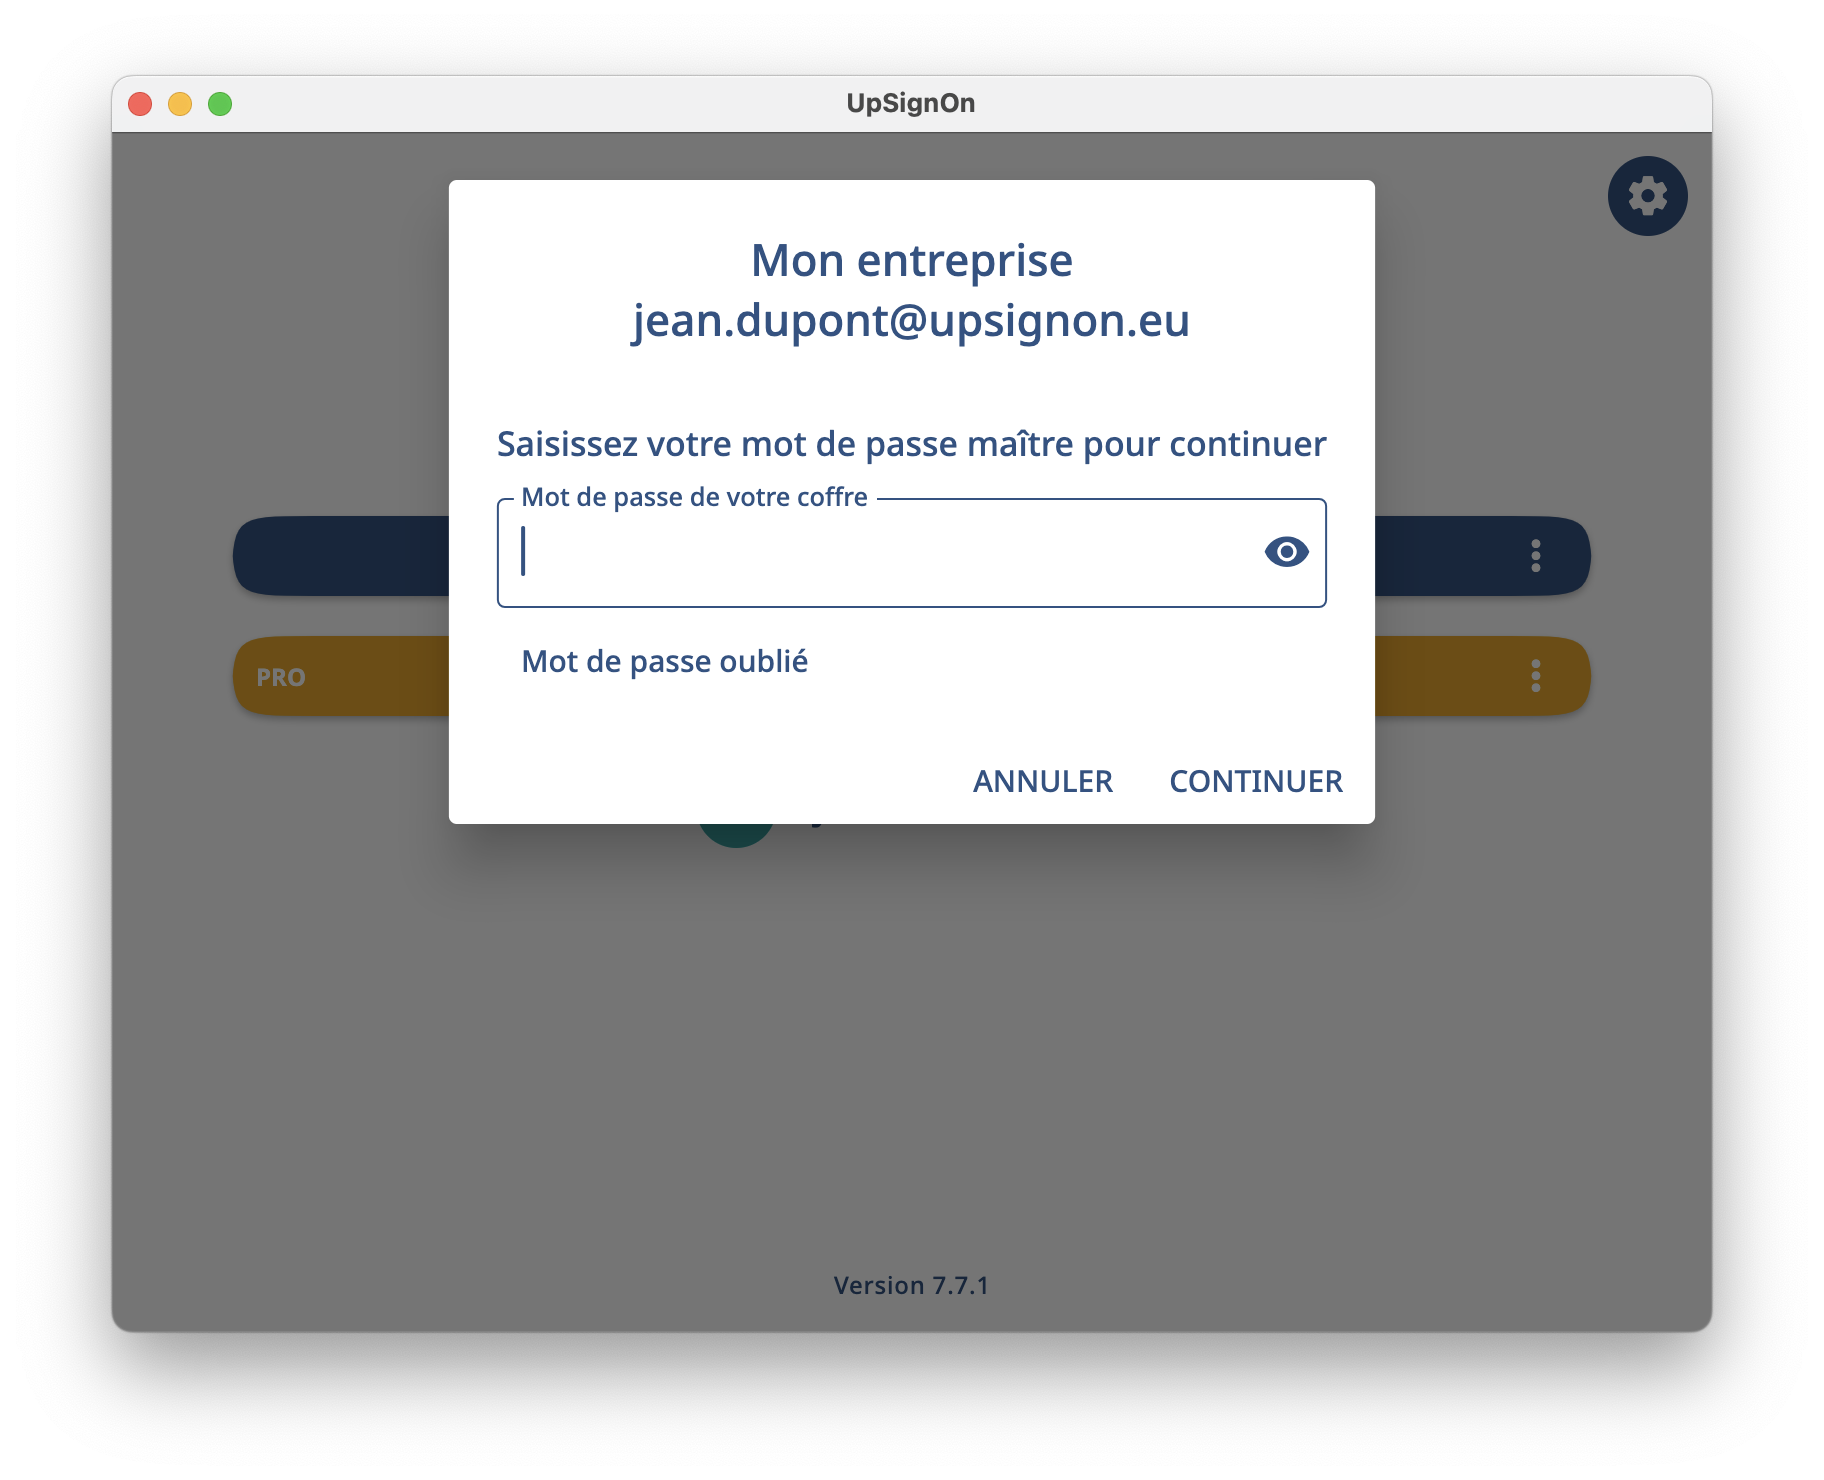 UpSignOn
Mon entreprise
jean.dupont@upsignon.eu
Saisissez votre mot de passe maître pour continuer
Mot de passe de votre coffre
PRO
Mot de passe oublié
ANNULER CONTINUER
Version 7.7.1